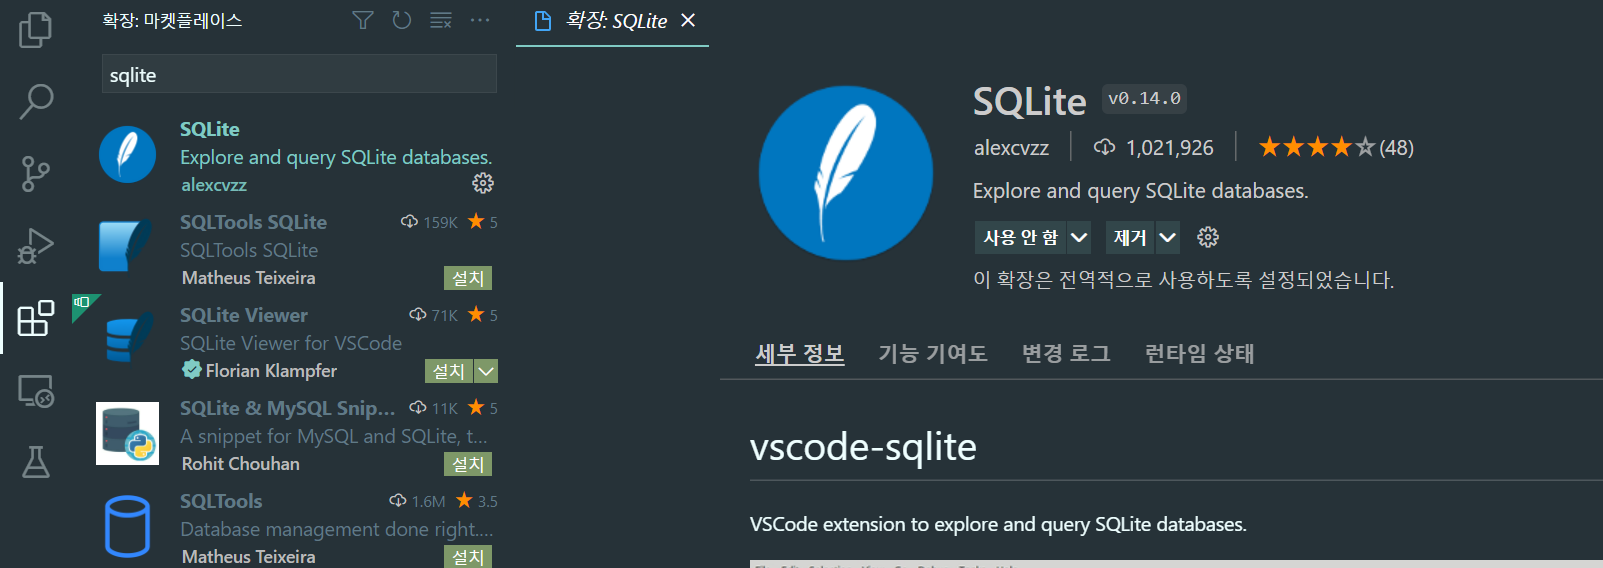 확장: 마켓플레이스
sqlite
SQLite
Explore and query SQLite databases.
alexcvzz
SQLTools SQLite 159K 5
SQLTools SQLite
Matheus Teixeira 설치
SQLite Viewer 71K 5
SQLite Viewer for VSCode
Florian Klampfer 설치
SQLite & MySQL Snip... 11K 5
A snippet for MySQL and SQLite, t...
Rohit Chouhan 설치
SQLTools 1.6M 3.5
Database management done right....
Matheus Teixeira 설치
확장: SQLite
SQLite v0.14.0
alexcvzz 1,021,926 (48)
Explore and query SQLite databases.
사용 안 함 제거
이 확장은 전역적으로 사용하도록 설정되었습니다.
세부 정보 기능 기여도 변경 로그 런타임 상태
vscode-sqlite
VSCode extension to explore and query SQLite databases.